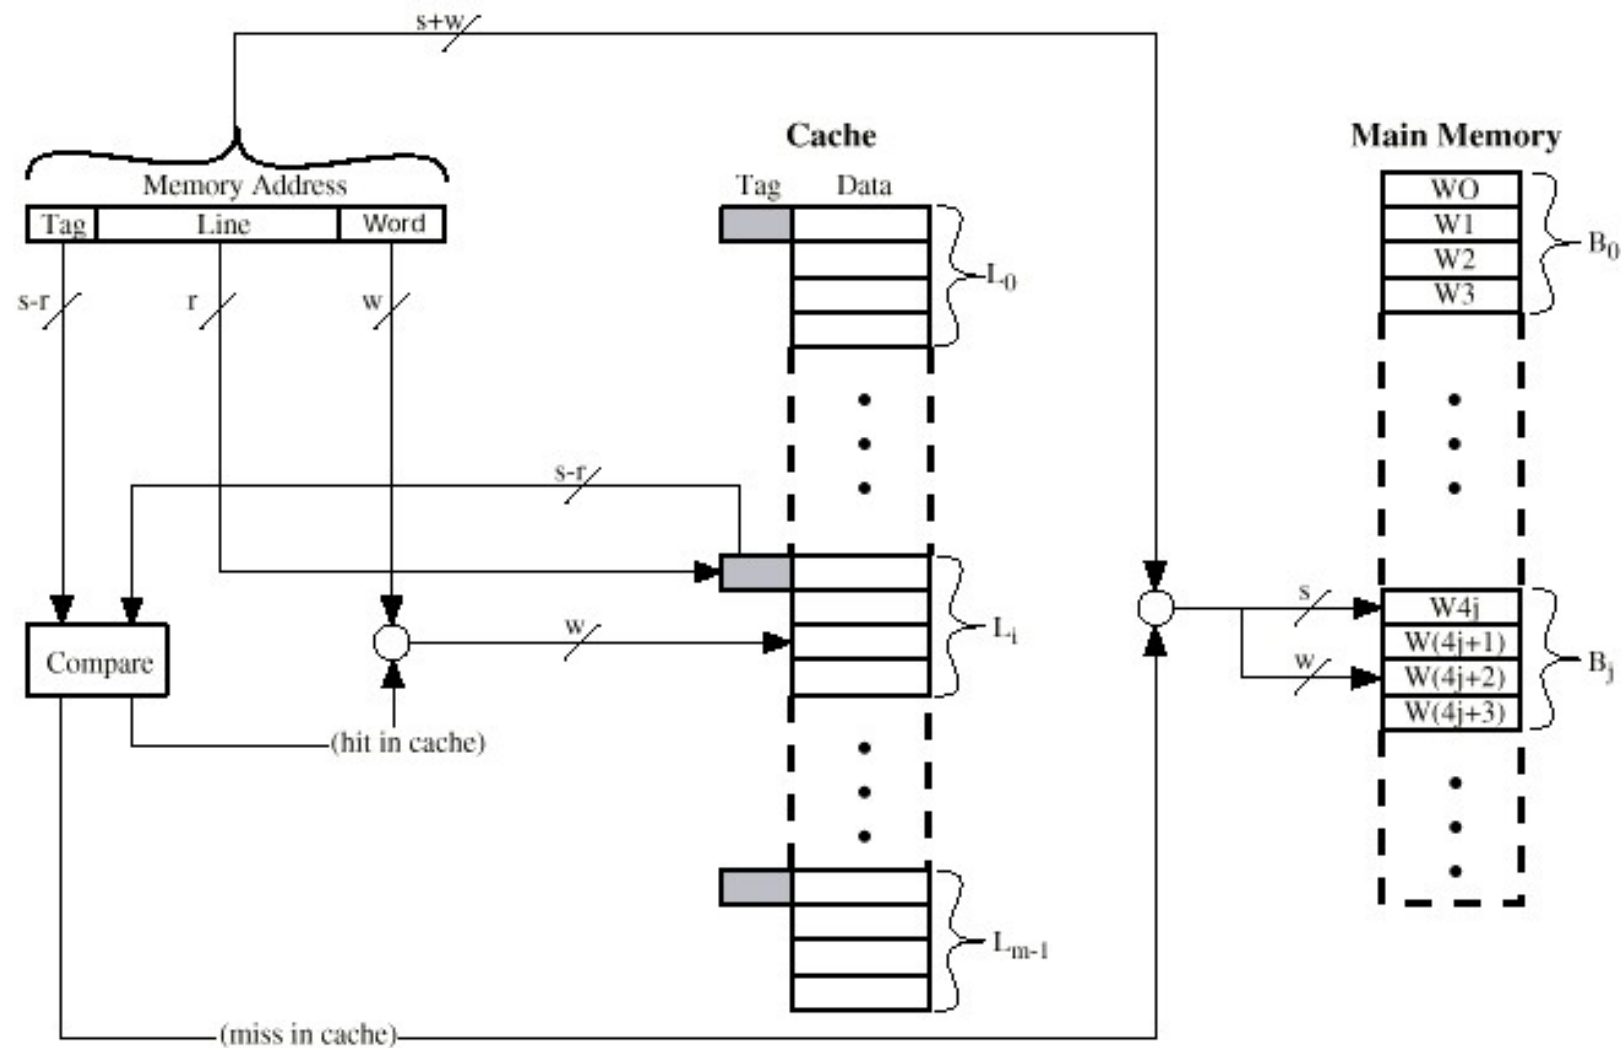 s+w
Cache
Main Memory
Memory Address
Tag Data
Tag Line Word
WO
W1
W2
W3
B0
L0
s-r
r
w
s-r
s
W4j
W(4j+1)
W(4j+2)
W(4j+3)
Bj
w
Compare
w
Li
(hit in cache)
Lm-1
(miss in cache)